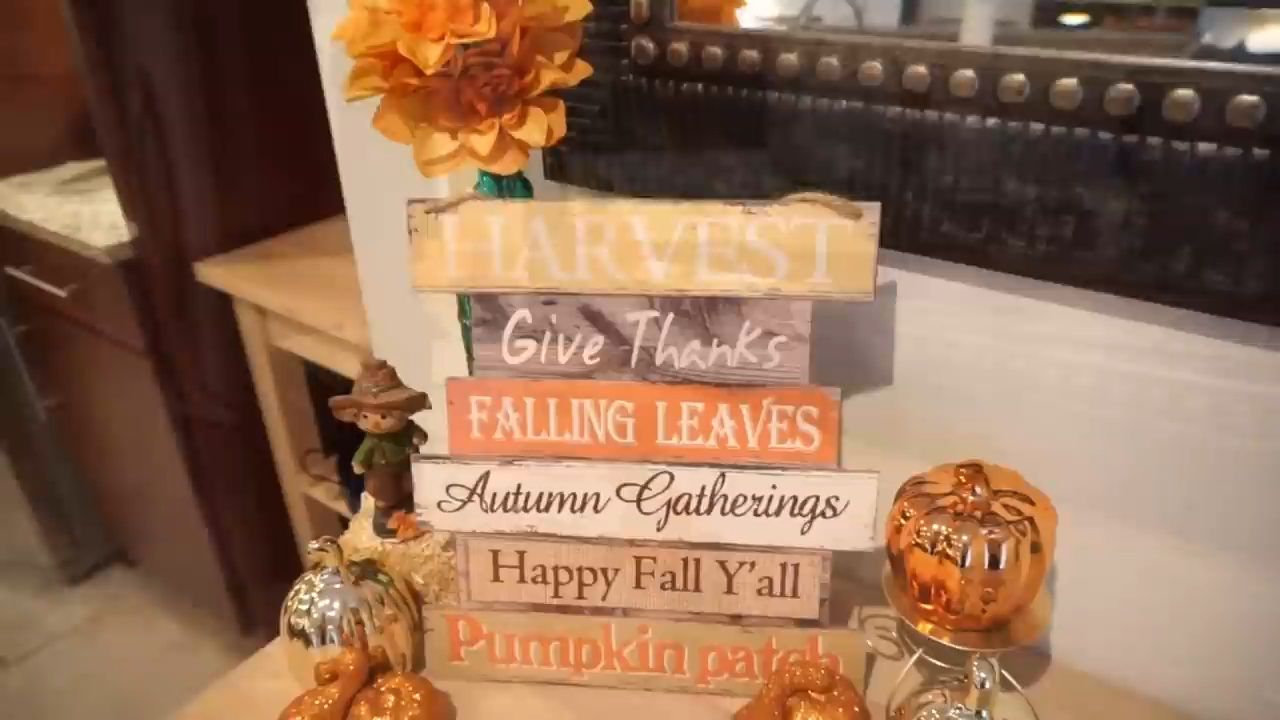 HARVEST
Give Thanks
FALLING LEAVES
Autumn Gatherings
Happy Fall Y'all
Pumpkin patch